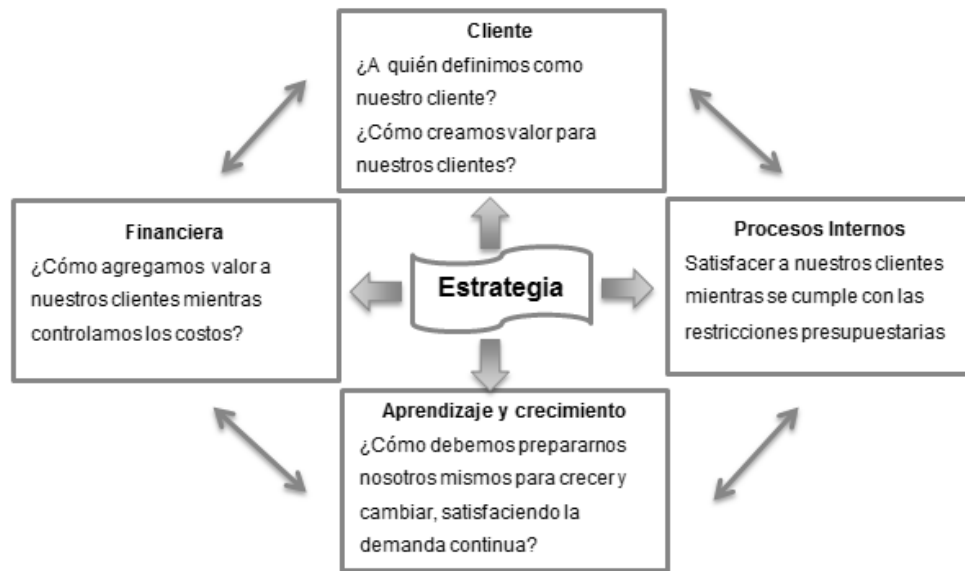 Cliente
¿A quién definimos como
nuestro cliente?
¿Cómo creamos valor para
nuestros clientes?
Financiera
¿Cómo agregamos valor a
nuestros clientes mientras
controlamos los costos?
Estrategia
Procesos Internos
Satisfacer a nuestros clientes
mientras se cumple con las
restricciones presupuestarias
Aprendizaje y crecimiento
¿Cómo debemos prepararnos
nosotros mismos para crecer y
cambiar, satisfaciendo la
demanda continua?